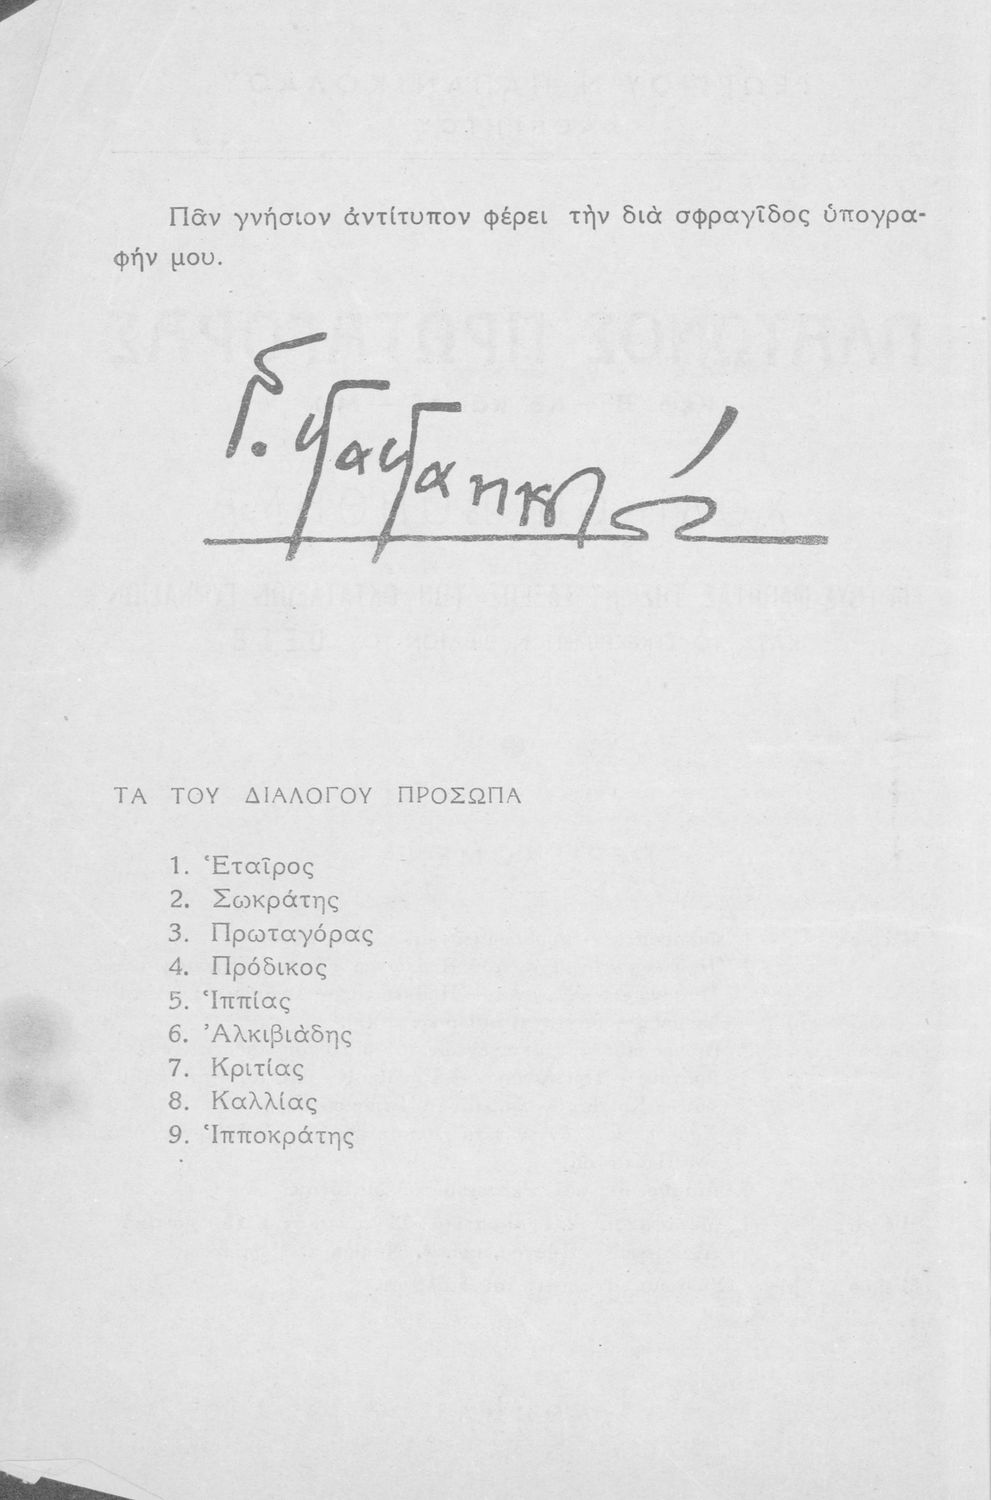 Πᾶν γνήσιον ἀντίτυπον φέρει τὴν διὰ σφραγῖδος ὑπογρα-
φήν μου.
ΤΑ ΤΟΥ ΔΙΑΛΟΓΟΥ ΠΡΟΣΩΠΑ
1. Ἑταῖρος
2. Σωκράτης
3. Πρωταγόρας
4. Πρόδικος
5. Ἱππίας
6. Ἀλκιβιὰδης
7. Κριτίας
8. Καλλίας
9. Ἱπποκράτης